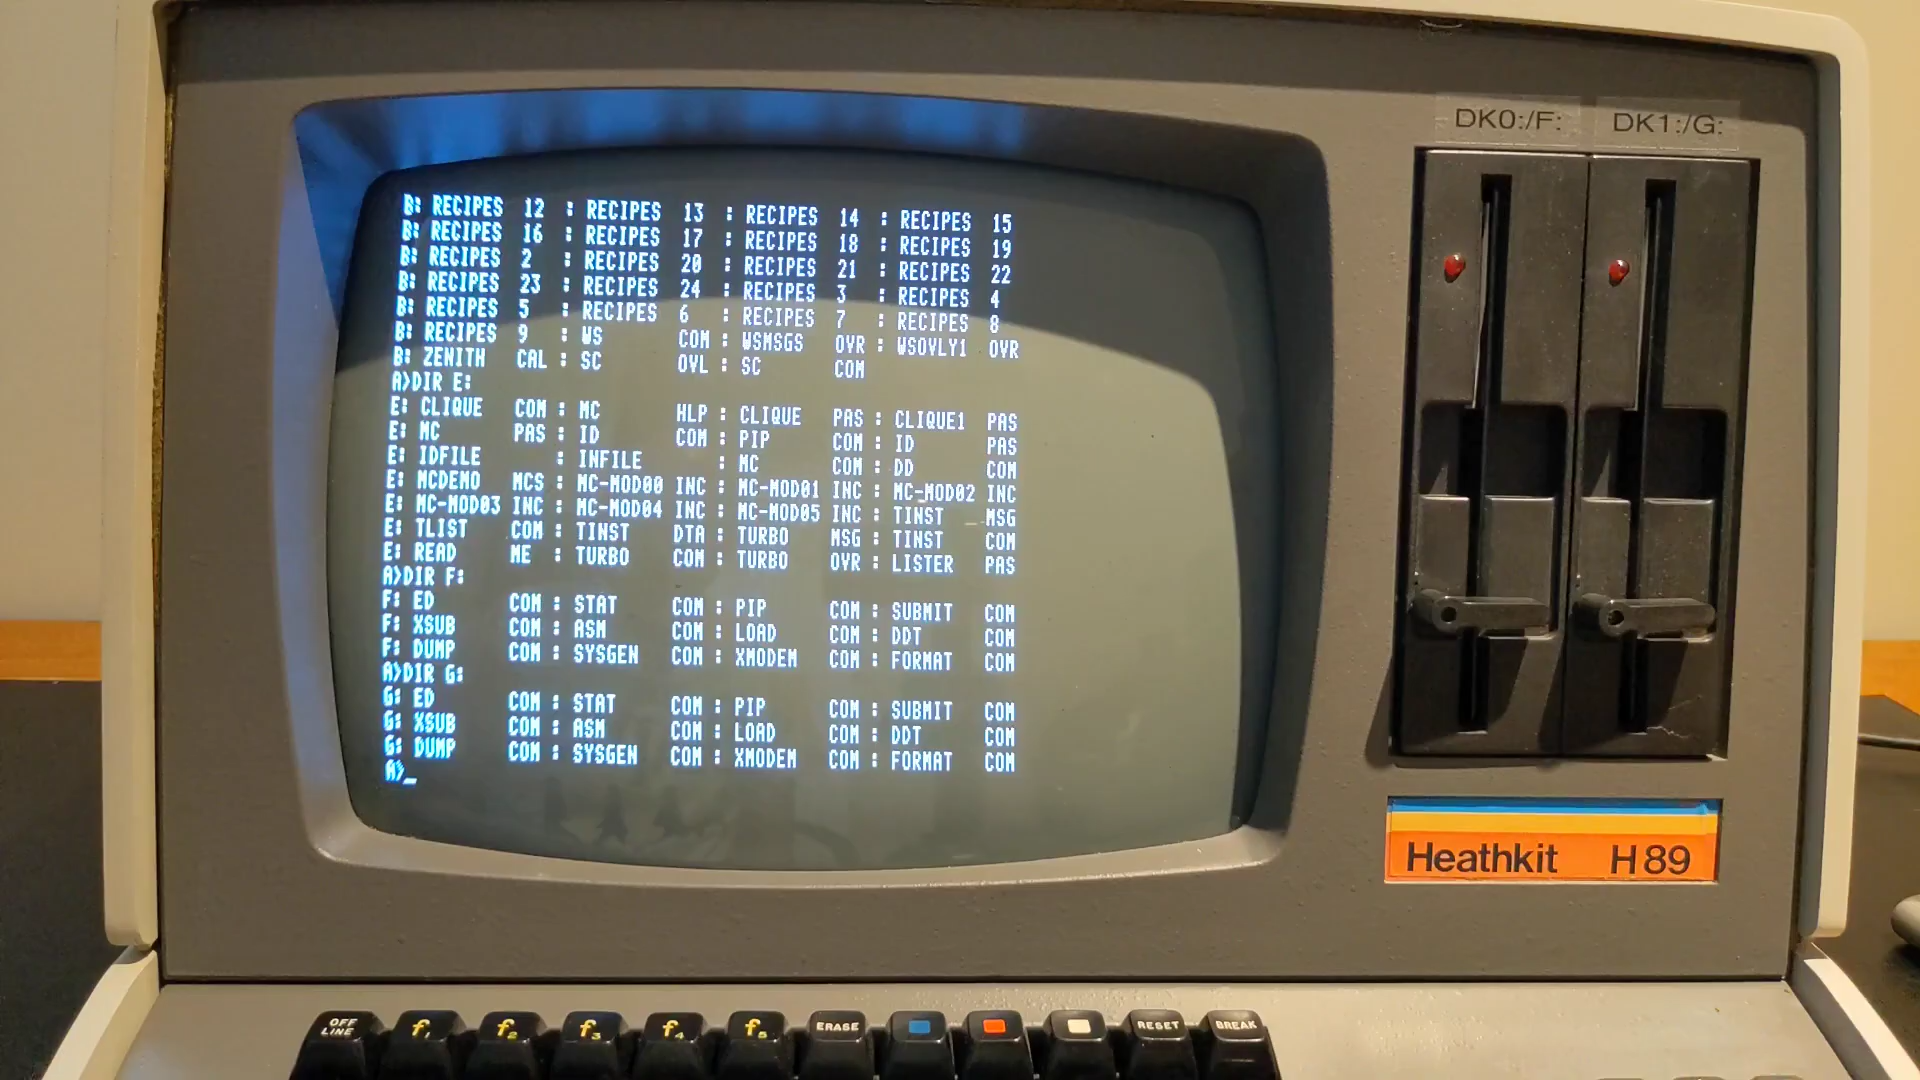 DK0:/F: DK1:/G:
B: RECIPES 12 : RECIPES 13 : RECIPES 14 : RECIPES 15
B: RECIPES 16 : RECIPES 17 : RECIPES 18 : RECIPES 19
B: RECIPES 2 : RECIPES 20 : RECIPES 21 : RECIPES 22
B: RECIPES 23 : RECIPES 24 : RECIPES 3 : RECIPES 4
B: RECIPES 5 : RECIPES 6 : RECIPES 7 : RECIPES 8
B: RECIPES 9 : WS COM : WSMSGS OVR : WSOVLY1 OVR
B: ZENITH CAL : SC OVL : SC COM
A>DIR E:
E: CLIQUE COM : MC HLP : CLIQUE PAS : CLIQUE1 PAS
E: MC PAS : ID COM : PIP COM : ID PAS
E: IDFILE : INFILE : MC COM : DD COM
E: MCDEMO MCS : MC-MOD00 INC : MC-MOD01 INC : MC-MOD02 INC
E: MC-MOD03 INC : MC-MOD04 INC : MC-MOD05 INC : TINST MSG
E: TLIST COM : TINST DTA : TURBO MSG : TINST COM
E: READ ME : TURBO COM : TURBO OVR : LISTER PAS
A>DIR F:
F: ED COM : STAT COM : PIP COM : SUBMIT COM
F: XSUB COM : ASM COM : LOAD COM : DDT COM
F: DUMP COM : SYSGEN COM : XMODEM COM : FORMAT COM
A>DIR G:
G: ED COM : STAT COM : PIP COM : SUBMIT COM
G: XSUB COM : ASM COM : LOAD COM : DDT COM
G: DUMP COM : SYSGEN COM : XMODEM COM : FORMAT COM
A>_
Heathkit H89
OFF LINE f1 f2 f3 f4 f5 ERASE RESET BREAK